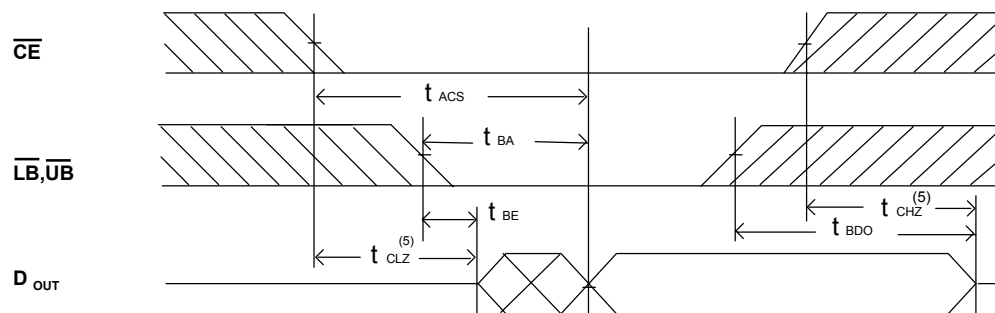 CE
t ACS
t BA
LB,UB
t CHZ (5)
t BE
t BDO
t CLZ (5)
D OUT